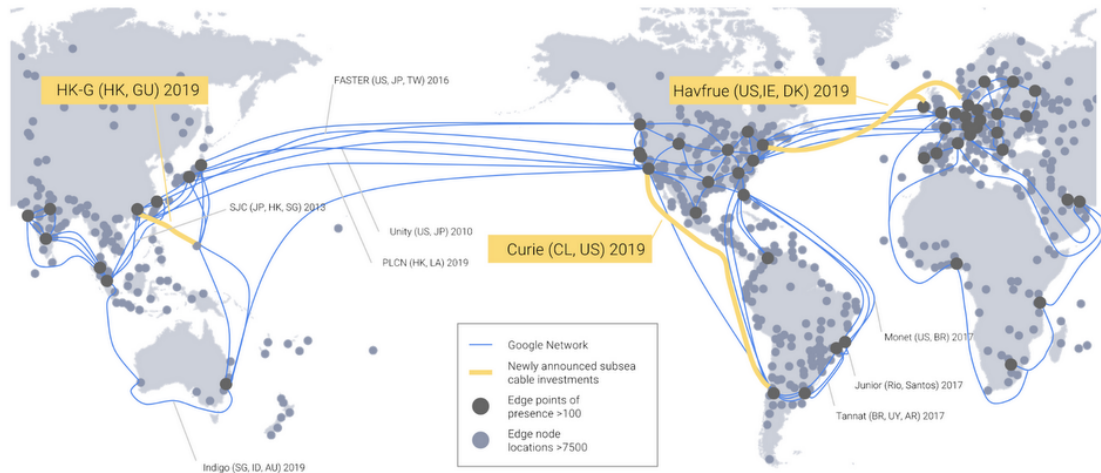 FASTER (US, JP, TW) 2016
HK-G (HK, GU) 2019
Havfrue (US,IE, DK) 2019
SJC (JP, HK, SG) 2013
Unity (US, JP) 2010
Curie (CL, US) 2019
PLCN (HK, LA) 2019
Monet (US, BR) 2017
Junior (Rio, Santos) 2017
Tannat (BR, UY, AR) 2017
Indigo (SG, ID, AU) 2019
Google Network
Newly announced subsea
cable investments
Edge points of
presence >100
Edge node
locations >7500